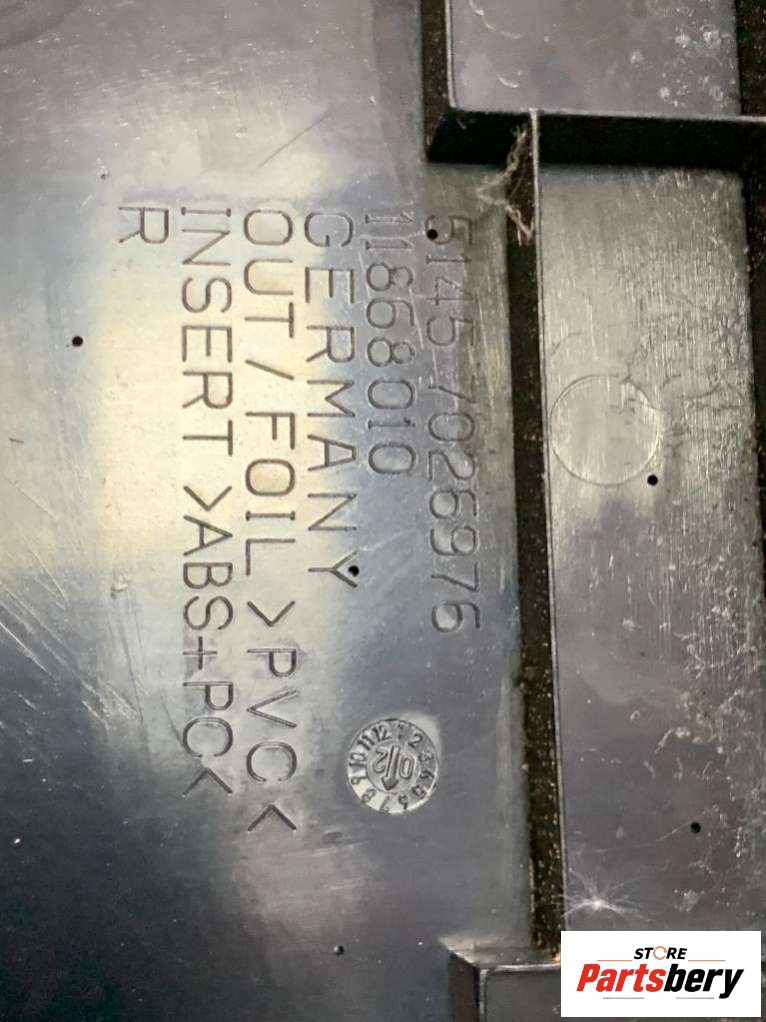 5145 7026976
11868010
GERMANY
OUT/FOIL >PVC<
INSERT >ABS+PC<
R
STORE
Partsbery